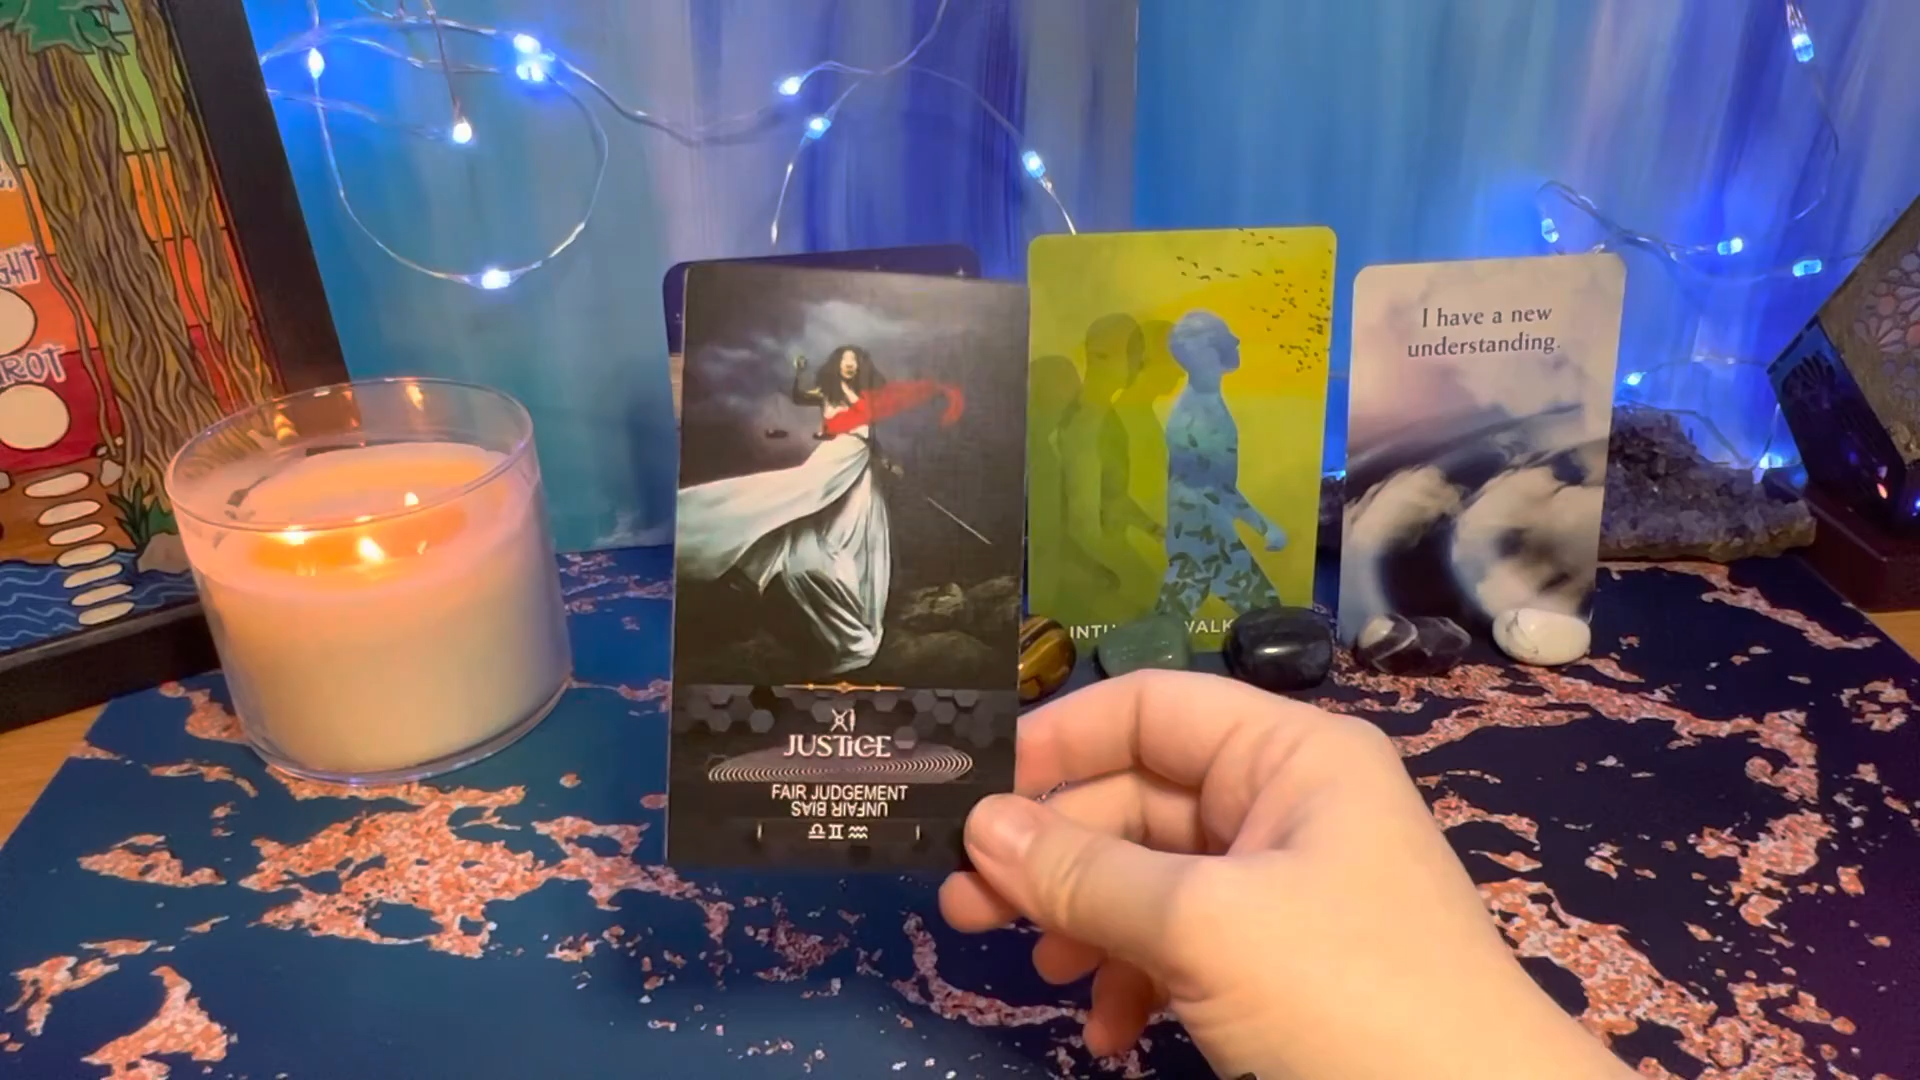 I have a new
understanding.
XI
JUSTICE
FAIR JUDGEMENT
UNFAIR BIAS
♎ ♊ ♒